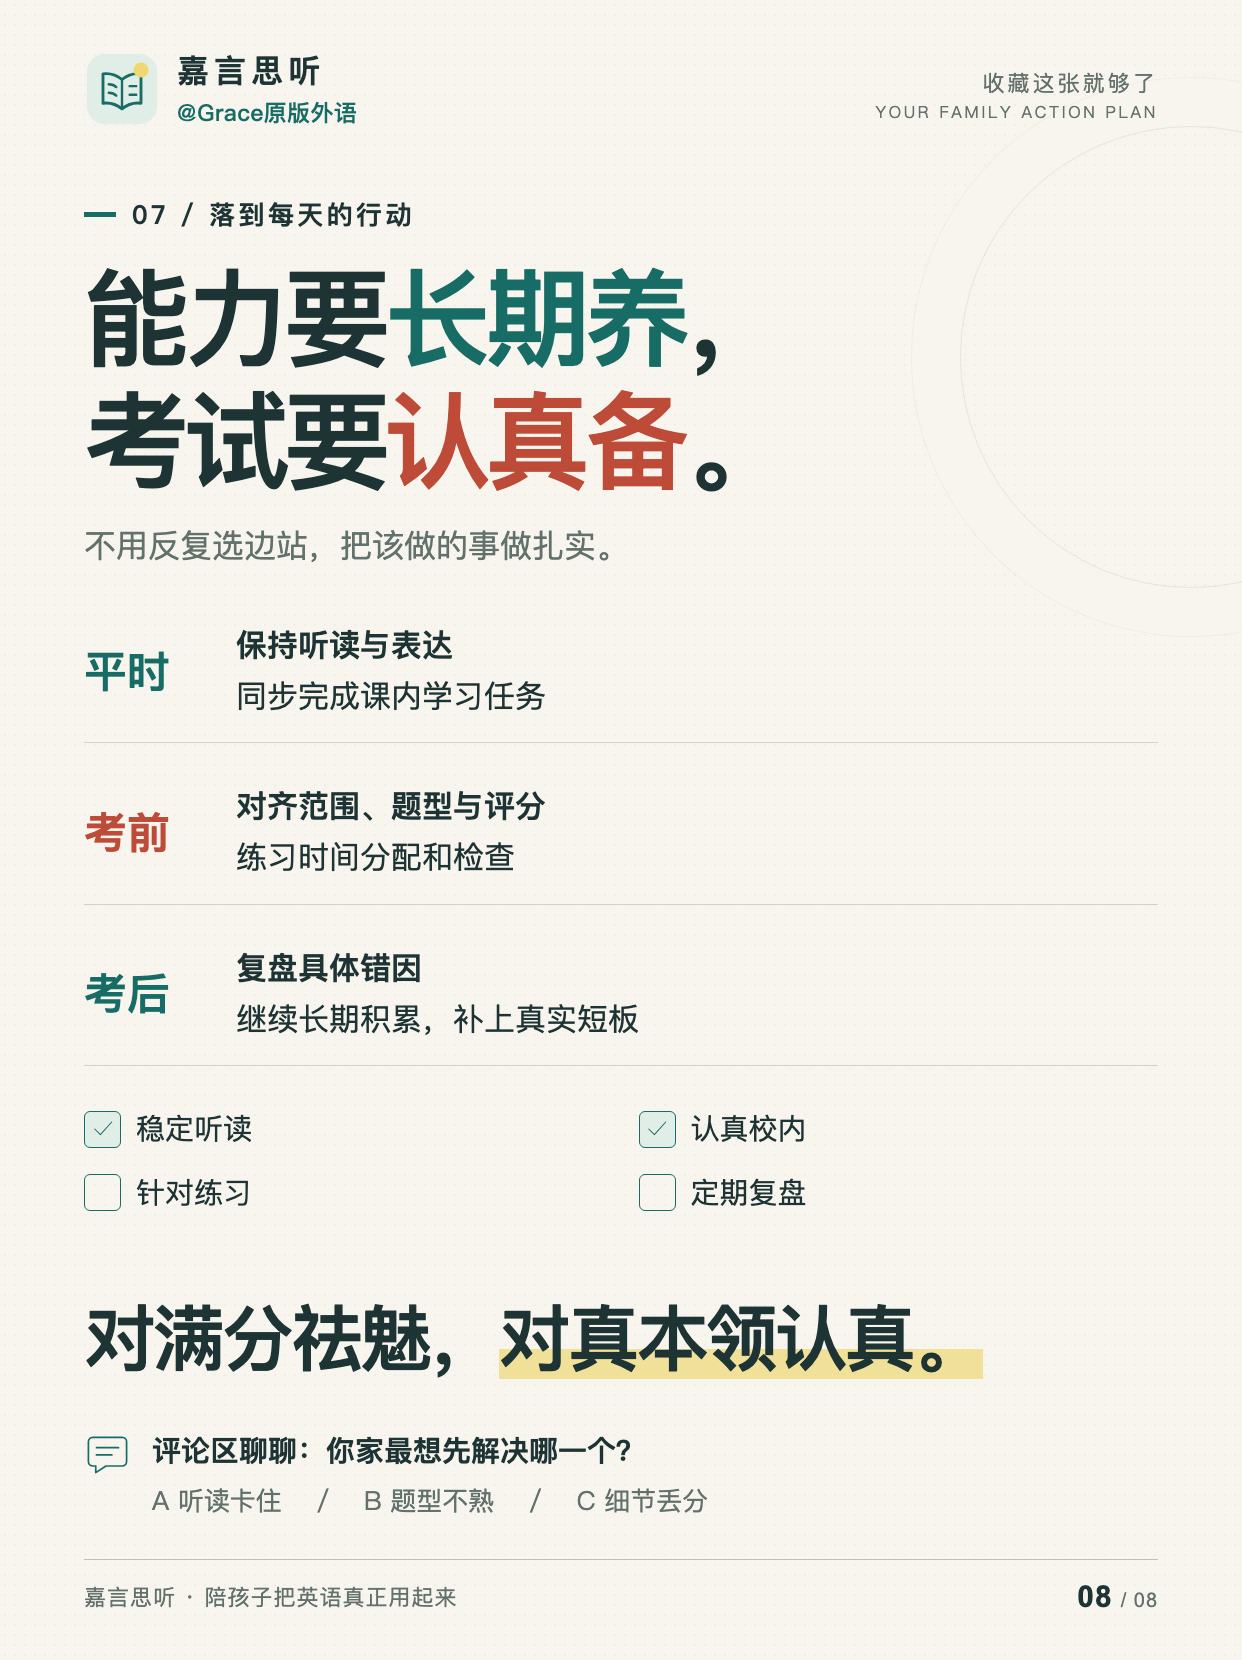 嘉言思听
@Grace原版外语
收藏这张就够了
YOUR FAMILY ACTION PLAN
07 / 落到每天的行动
能力要长期养，
考试要认真备。
不用反复选边站，把该做的事做扎实。
平时
保持听读与表达
同步完成课内学习任务
考前
对齐范围、题型与评分
练习时间分配和检查
考后
复盘具体错因
继续长期积累，补上真实短板
稳定听读
认真校内
针对练习
定期复盘
对满分祛魅，对真本领认真。
评论区聊聊：你家最想先解决哪一个？
A 听读卡住 / B 题型不熟 / C 细节丢分
嘉言思听 · 陪孩子把英语真正用起来
08 / 08